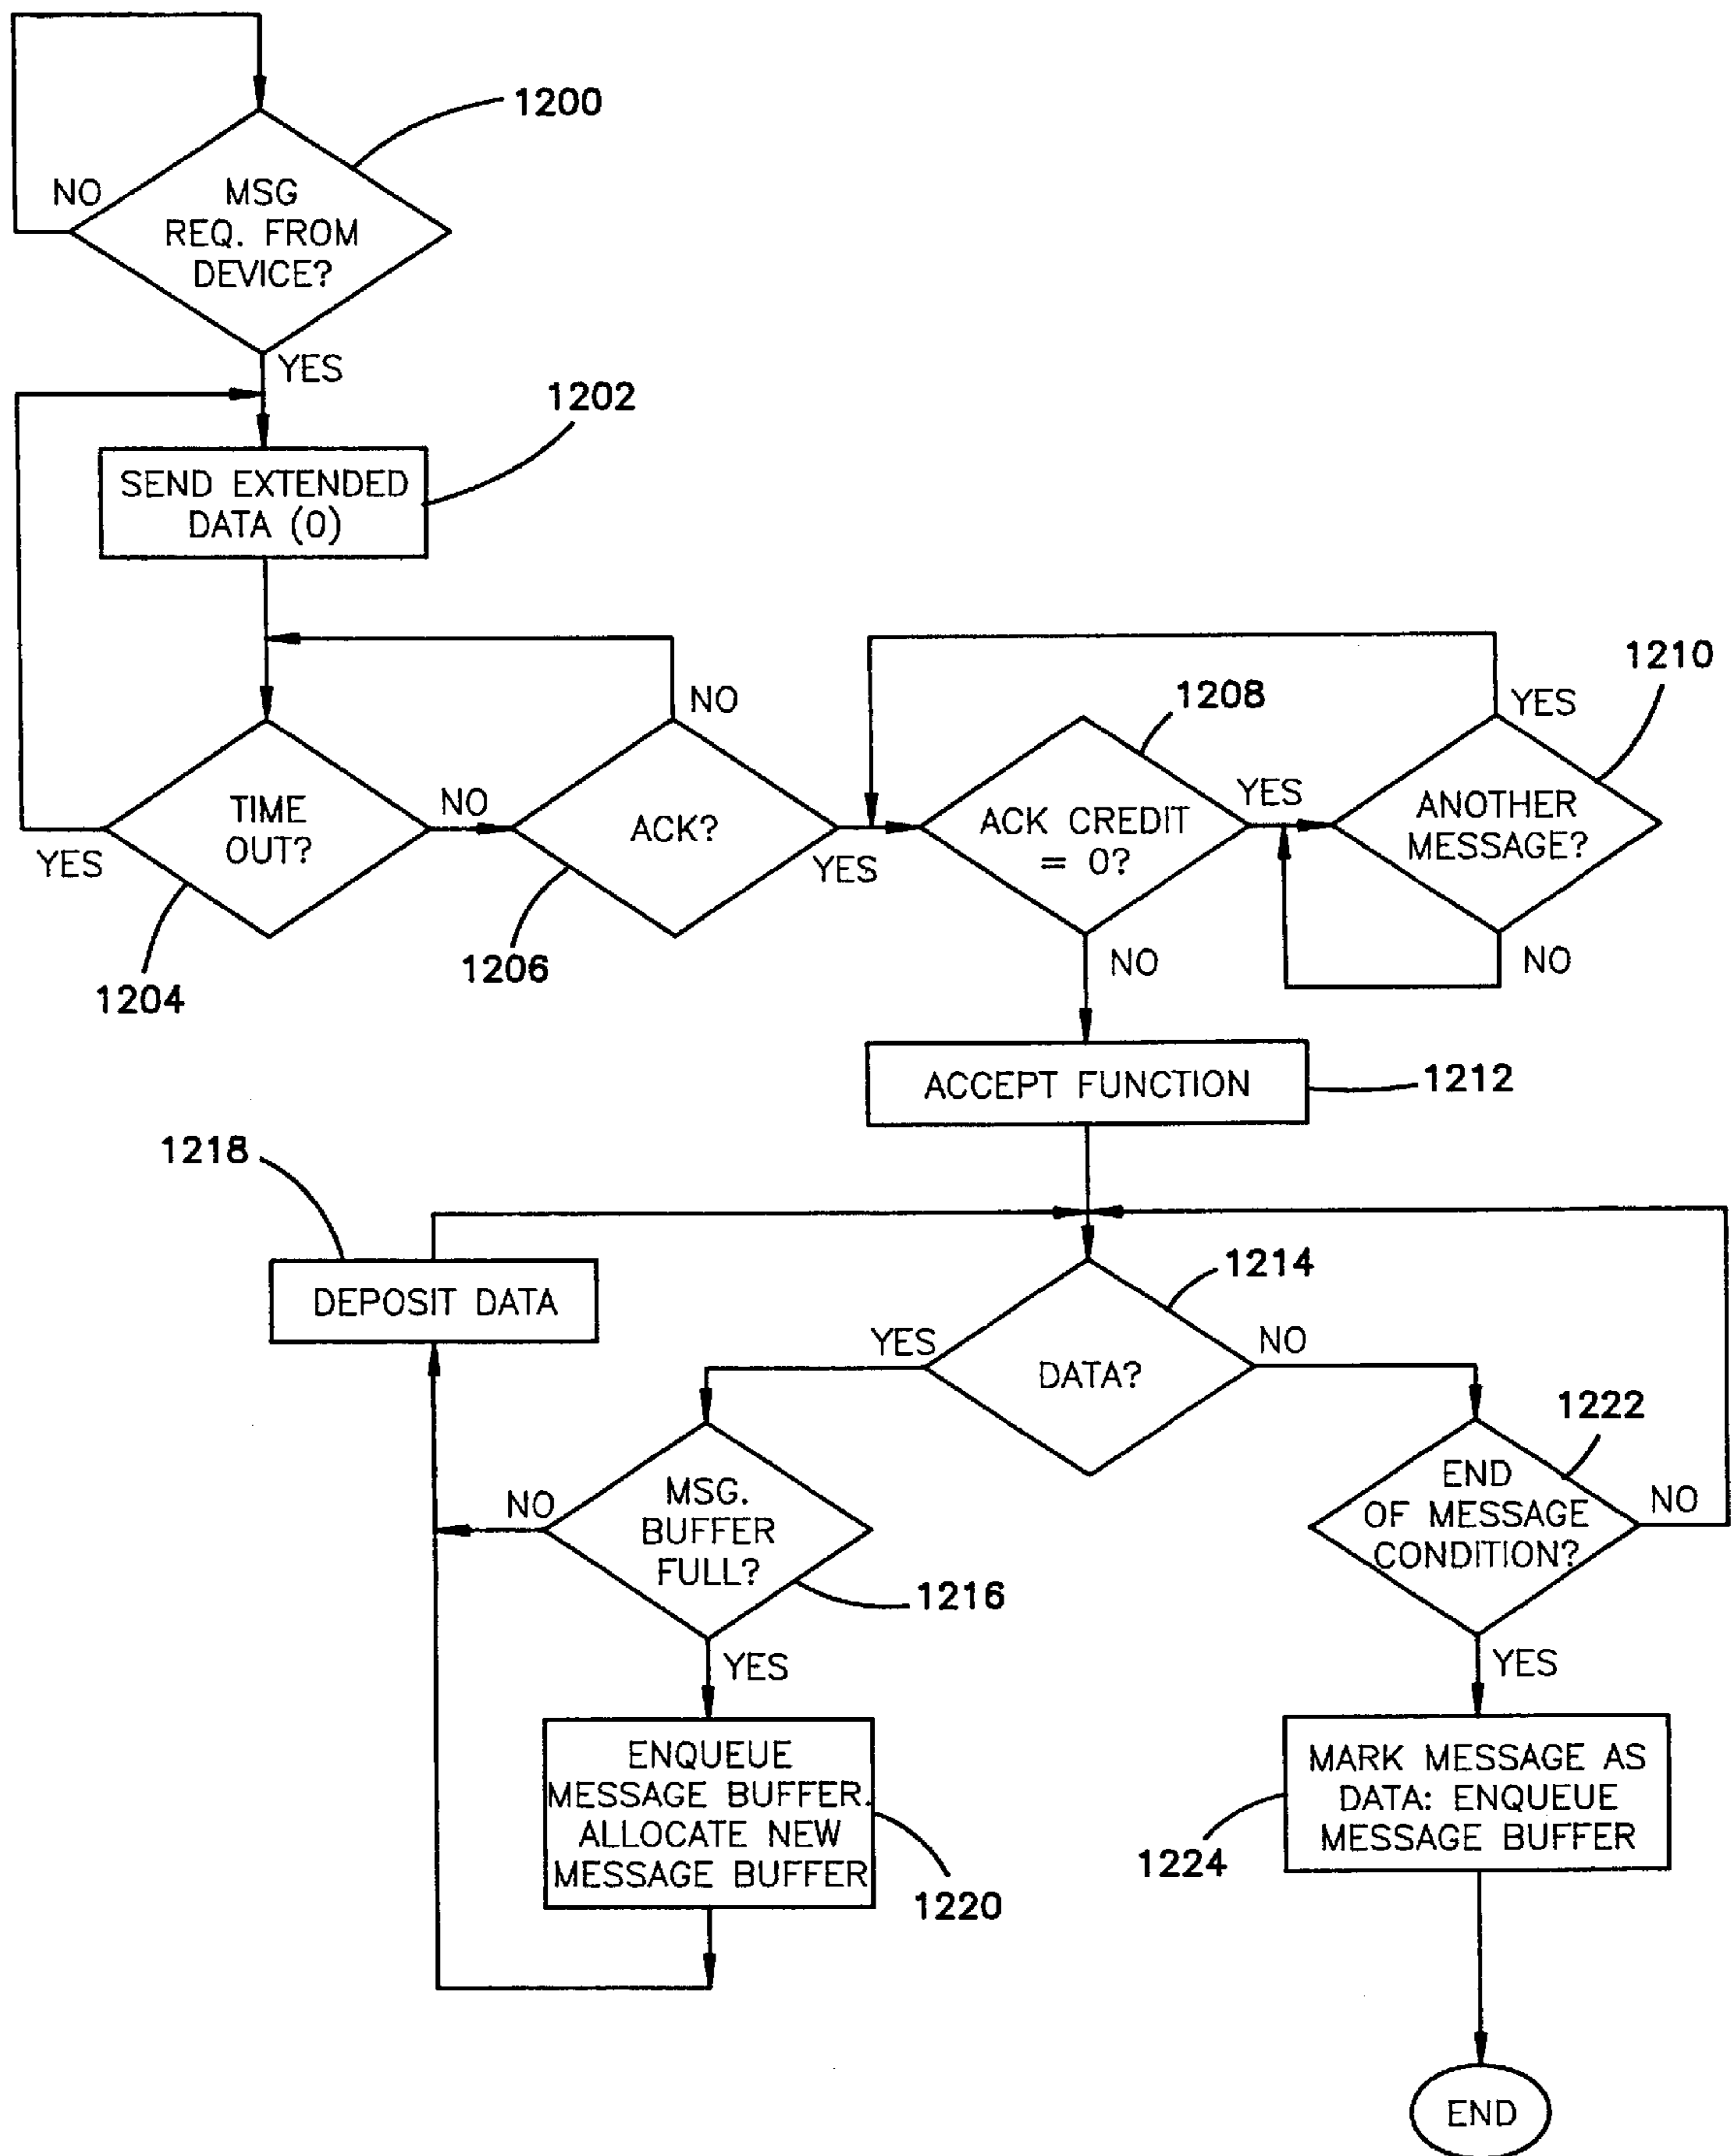 1200
NO
MSG
REQ. FROM
DEVICE?
YES
1202
SEND EXTENDED
DATA (0)
1210
1208
NO
YES
TIME
OUT?
NO
ACK?
ACK CREDIT
= 0?
YES
ANOTHER
MESSAGE?
YES
YES
1204
1206
NO
NO
ACCEPT FUNCTION
1212
1218
DEPOSIT DATA
1214
YES
DATA?
NO
1222
MSG.
BUFFER
FULL?
NO
1216
END
OF MESSAGE
CONDITION?
NO
YES
YES
ENQUEUE
MESSAGE BUFFER.
ALLOCATE NEW
MESSAGE BUFFER
1220
MARK MESSAGE AS
DATA: ENQUEUE
MESSAGE BUFFER
1224
END